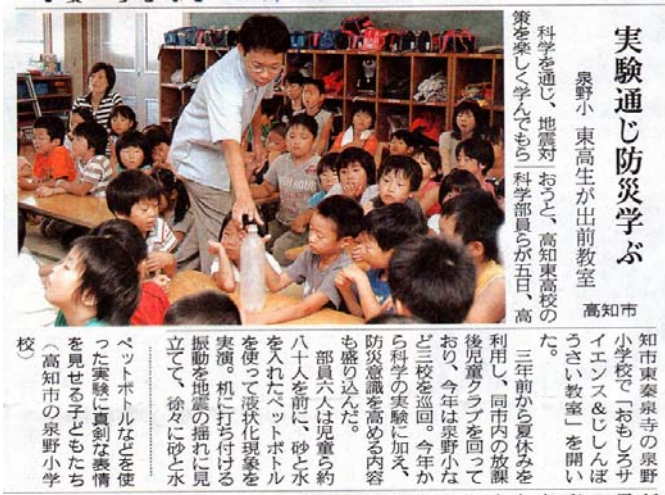 実験通じ防災学ぶ
泉野小 東高生が出前教室
高知市
科学を通じ、地震対
策を楽しく学んでもら
おうと、高知東高校の
科学部員らが五日、高
知市東秦泉寺の泉野
小学校で「おもしろサ
イエンス&じしんぼ
うさい教室」を開い
た。
三年前から夏休みを
利用し、同市内の放課
後児童クラブを回って
おり、今年は泉野小な
ど三校を巡回。今年か
ら科学の実験に加え、
防災意識を高める内容
も盛り込んだ。
部員六人は児童ら約
八十人を前に、砂と水
を入れたペットボトル
を使って液状化現象を
実演。机に打ち付ける
振動を地震の揺れに見
立てて、徐々に砂と水
ペットボトルなどを使
った実験に真剣な表情
を見せる子どもたち
(高知市の泉野小学
校)